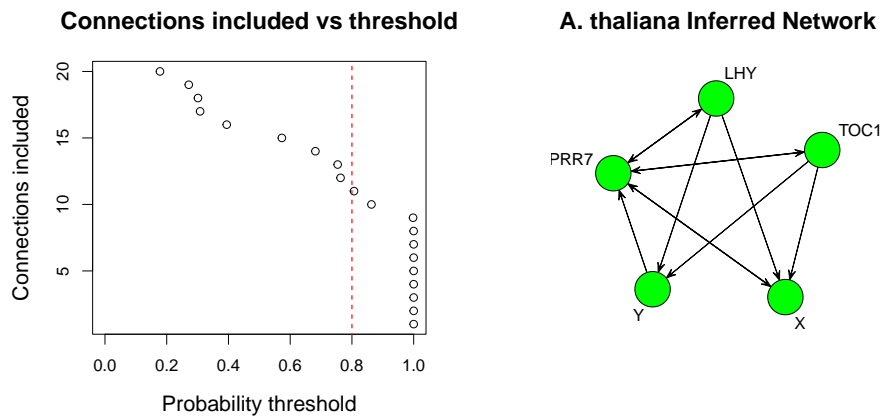 Connections included vs threshold
A. thaliana Inferred Network
20
15
10
5
Connections included
0.0 0.2 0.4 0.6 0.8 1.0
Probability threshold
LHY
TOC1
PRR7
Y
X